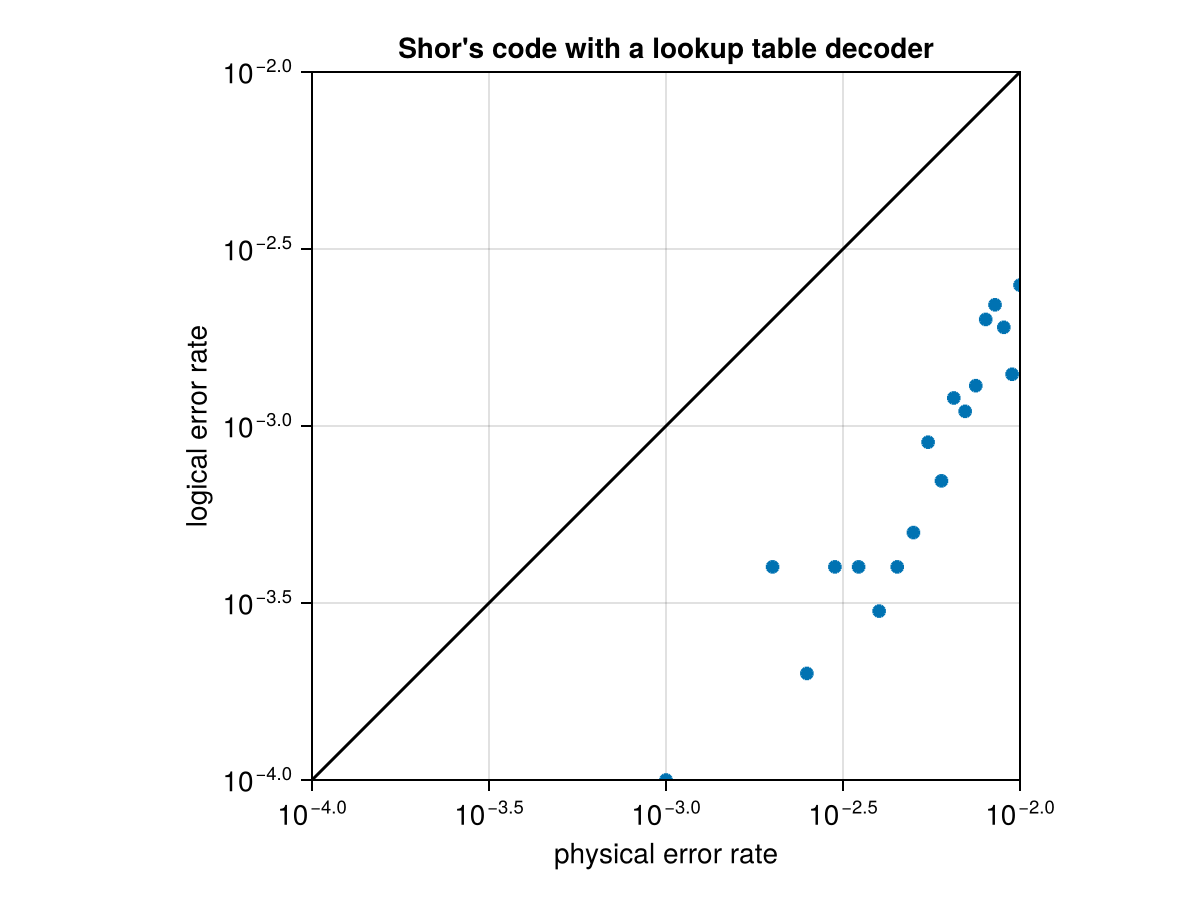 Shor's code with a lookup table decoder
10^−2.0
10^−2.5
10^−3.0
10^−3.5
10^−4.0
logical error rate
10^−4.0 10^−3.5 10^−3.0 10^−2.5 10^−2.0
physical error rate